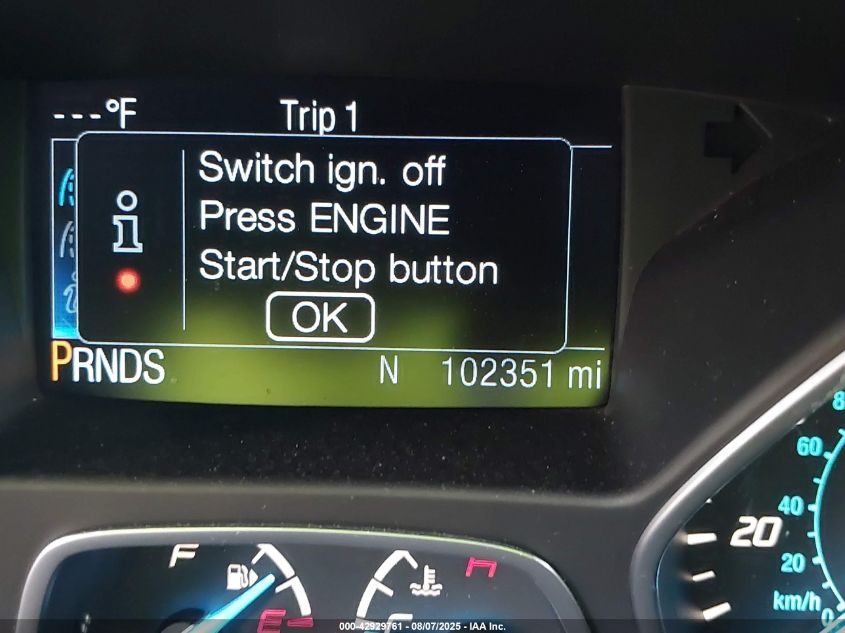 ---°F Trip 1
Switch ign. off
Press ENGINE
Start/Stop button
OK
PRNDS N 102351 mi
8
60
40
20 20
km/h 0
F H
E C
000-42929761 - 08/07/2025 - IAA Inc.